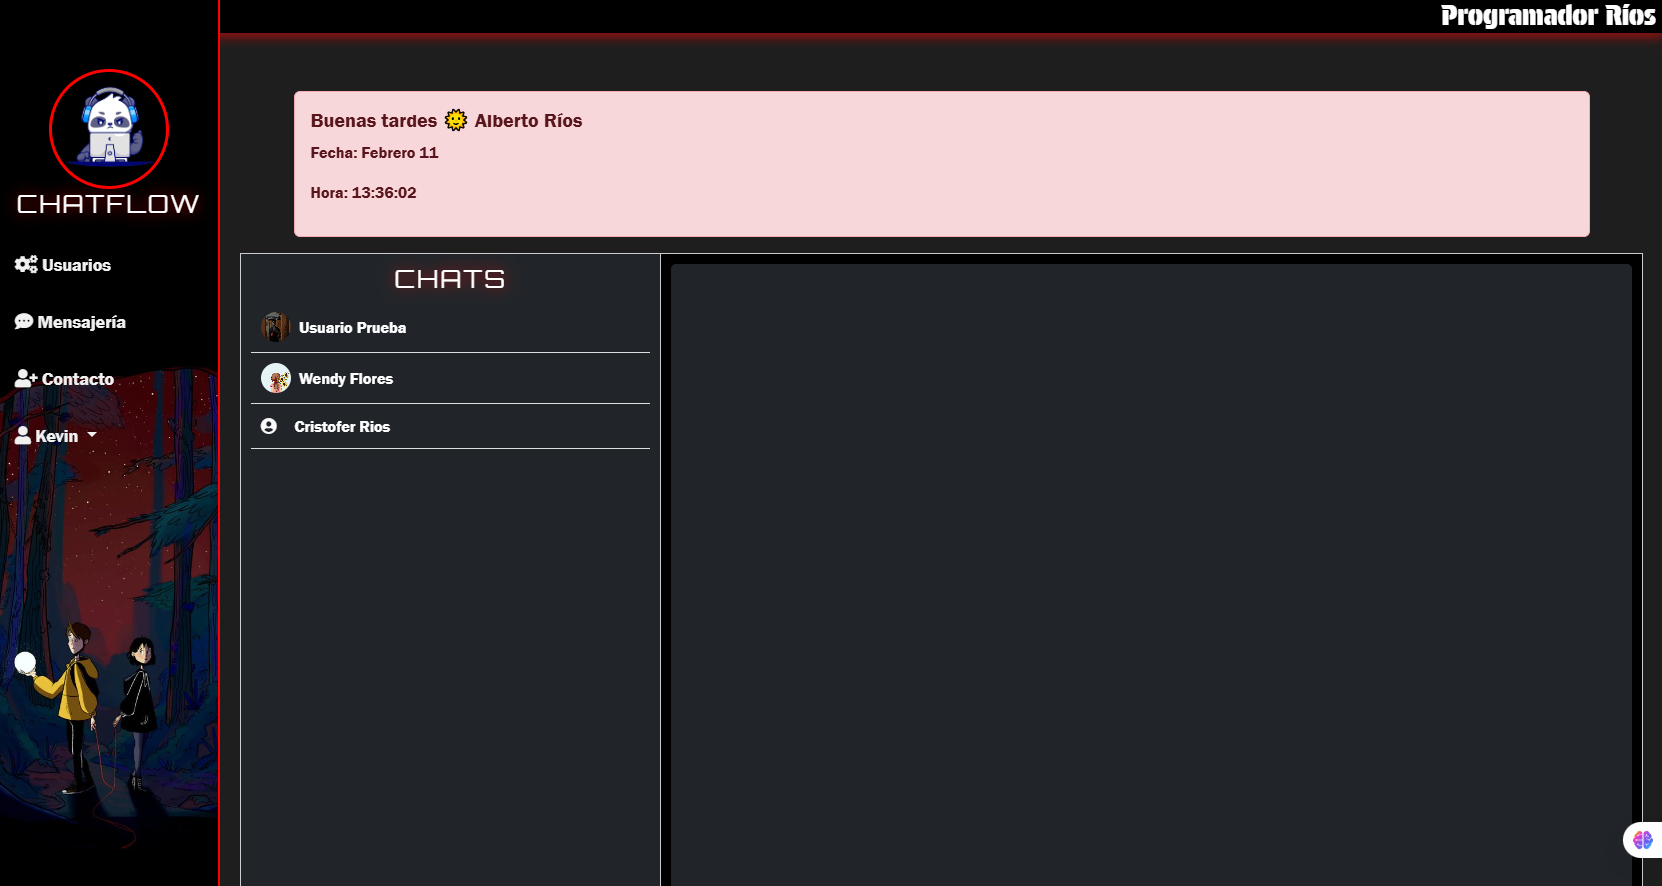 Programador Ríos
CHATFLOW
Usuarios
Mensajería
Contacto
Kevin
Buenas tardes 🌞 Alberto Ríos
Fecha: Febrero 11
Hora: 13:36:02
CHATS
Usuario Prueba
Wendy Flores
Cristofer Rios